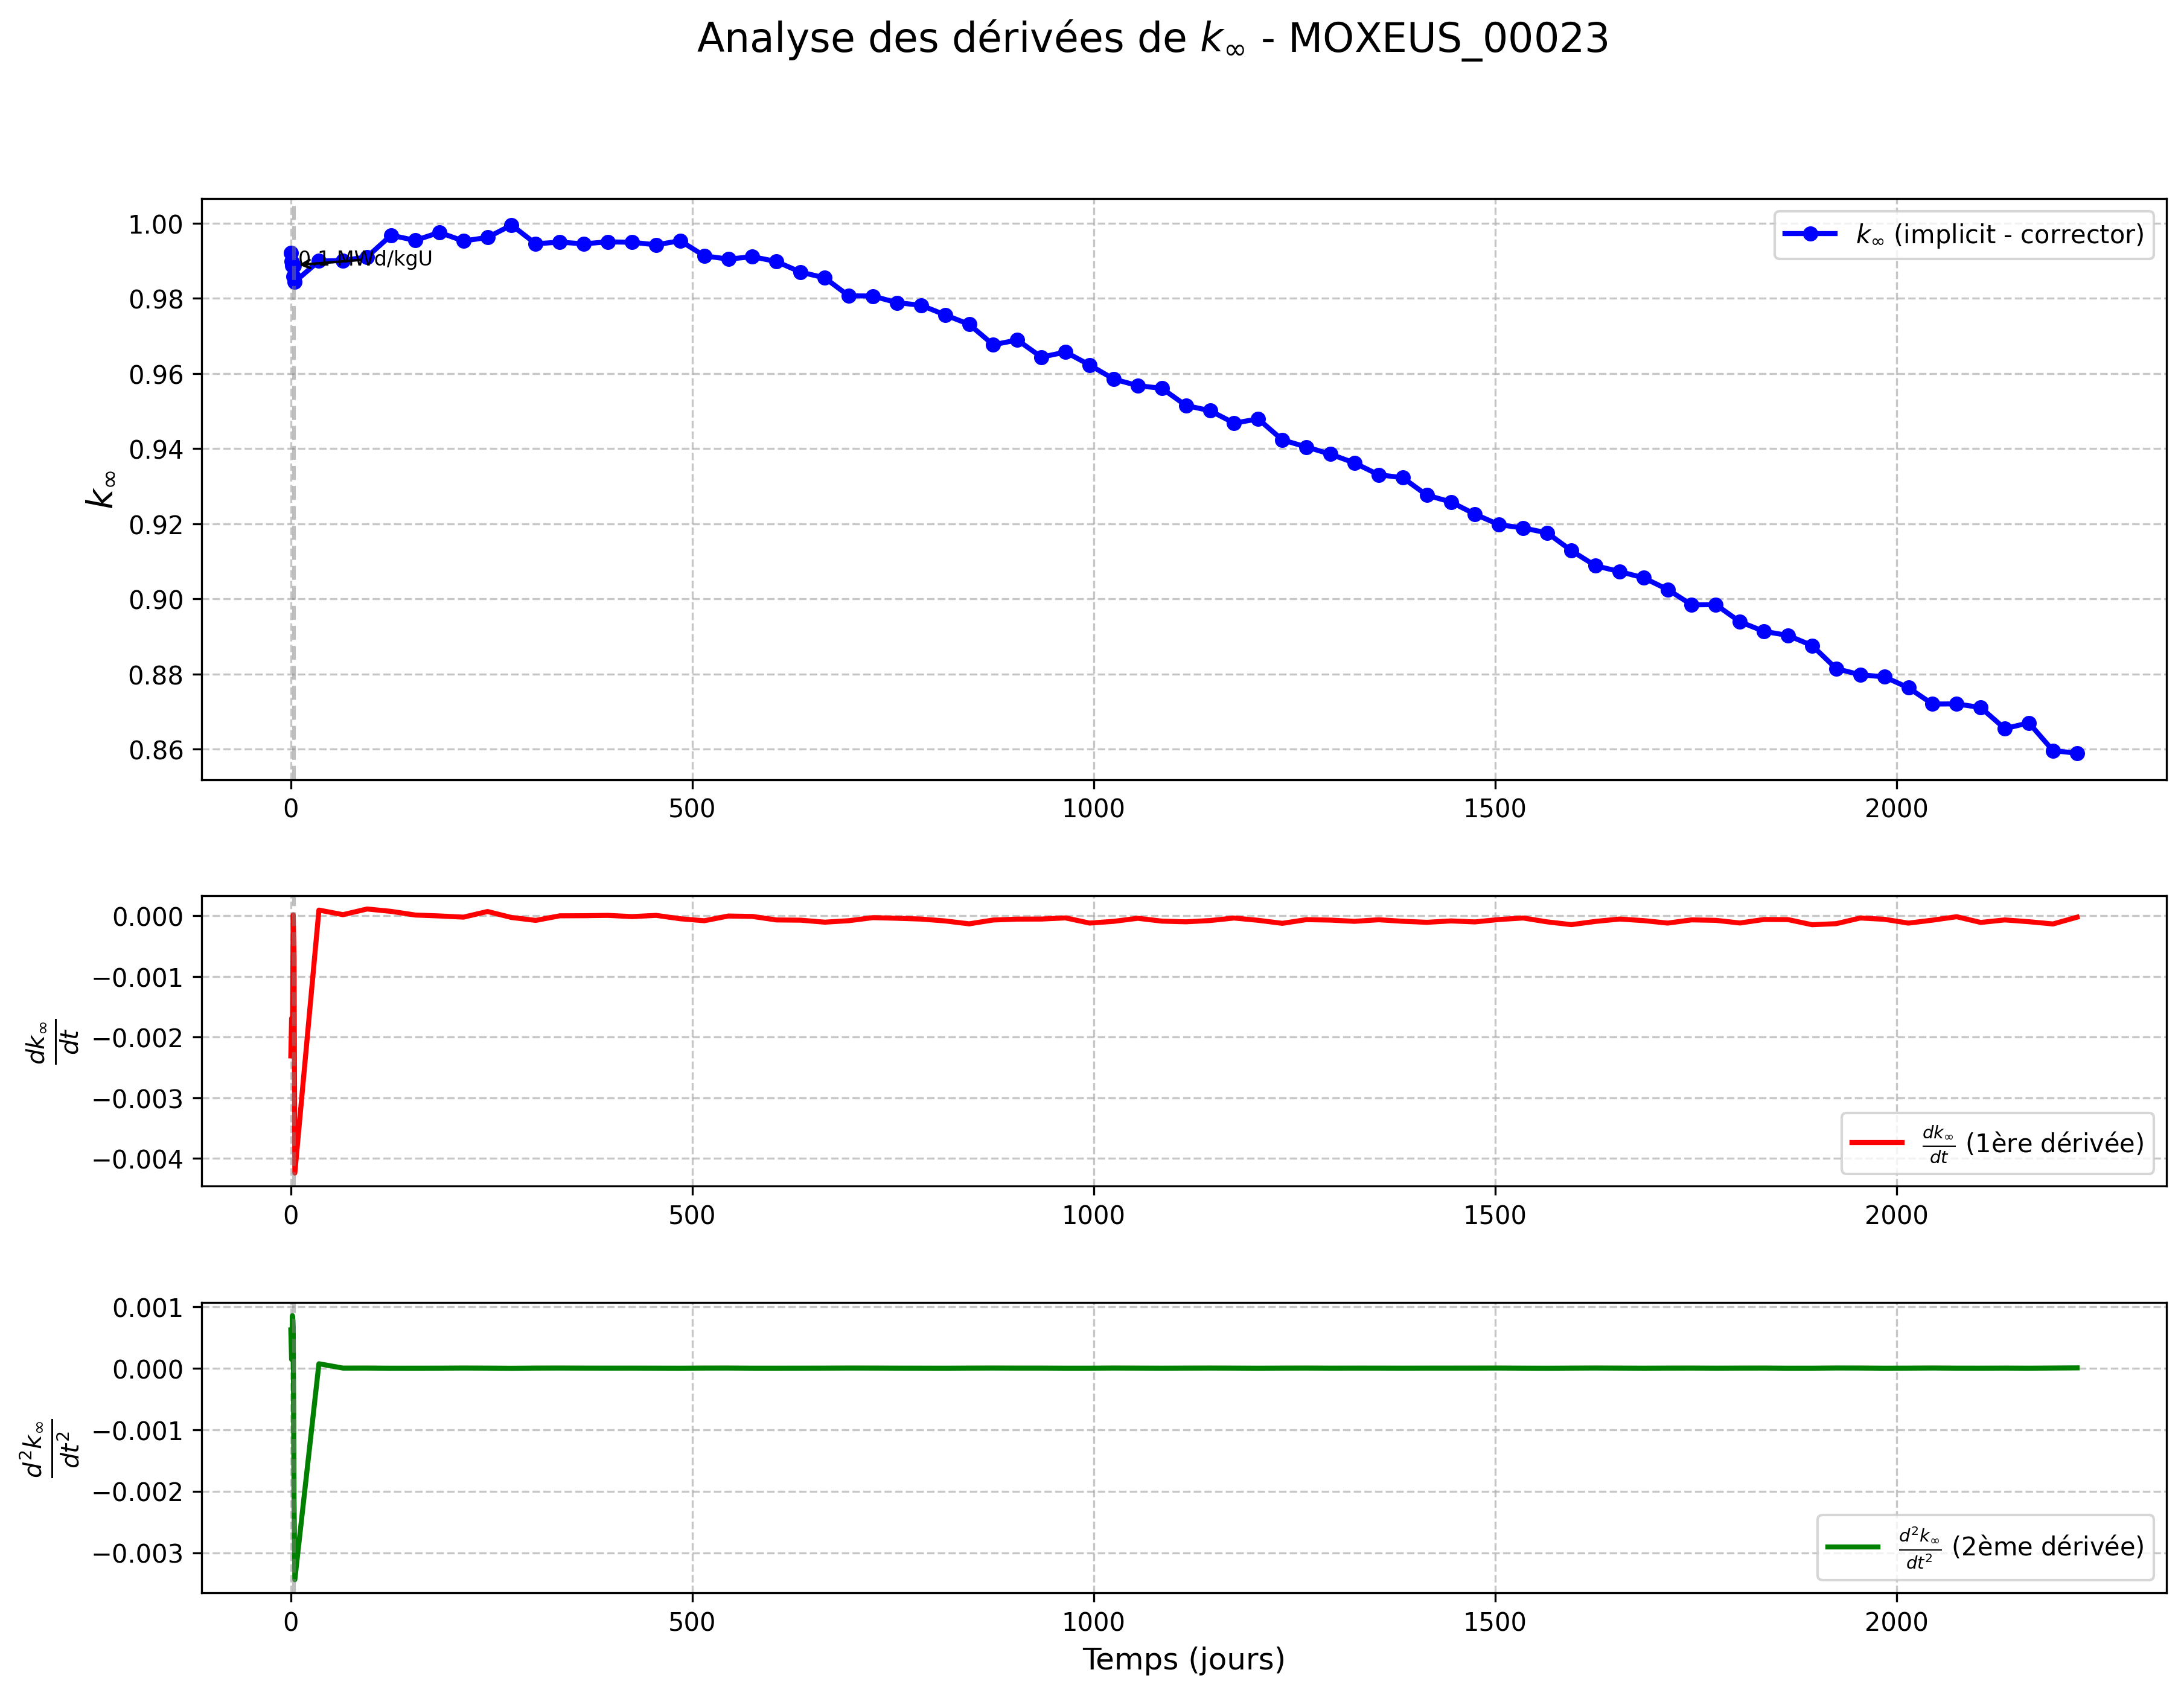 Analyse des dérivées de k∞ - MOXEUS_00023
k∞
1.00
0.98
0.96
0.94
0.92
0.90
0.88
0.86
0.1 MWd/kgU
k∞ (implicit - corrector)
0 500 1000 1500 2000
dk∞/dt
0.000
−0.001
−0.002
−0.003
−0.004
dk∞/dt (1ère dérivée)
0 500 1000 1500 2000
d²k∞/dt²
0.001
0.000
−0.001
−0.002
−0.003
d²k∞/dt² (2ème dérivée)
0 500 1000 1500 2000
Temps (jours)